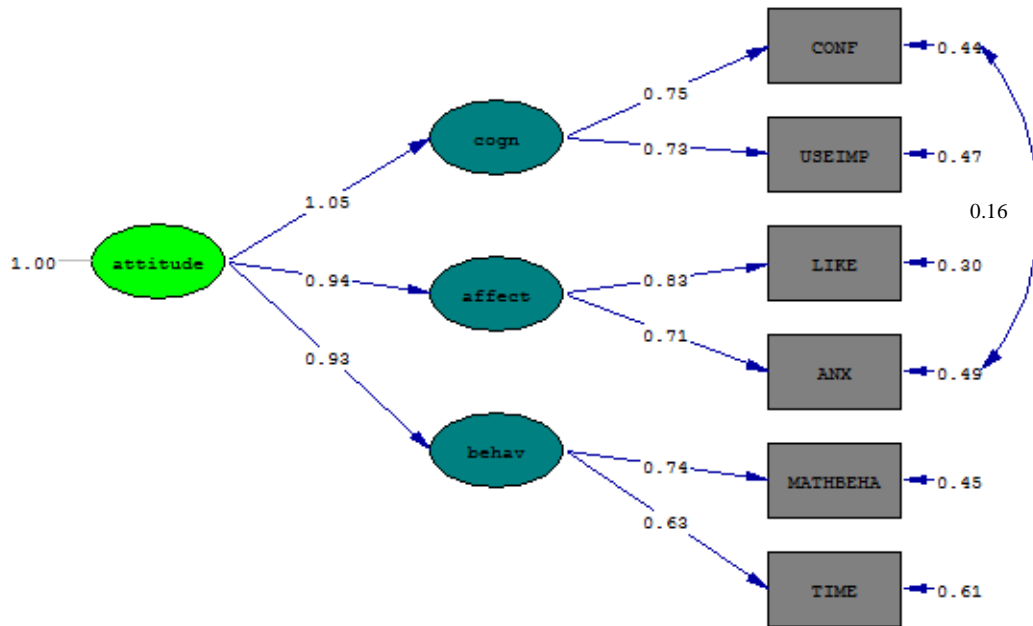 CONF
0.44
0.75
cogn
0.73
USEIMP
0.47
1.05
0.16
1.00
attitude
0.94
affect
0.83
LIKE
0.30
0.71
0.93
ANX
0.49
behav
0.74
MATHBEHA
0.45
0.63
TIME
0.61